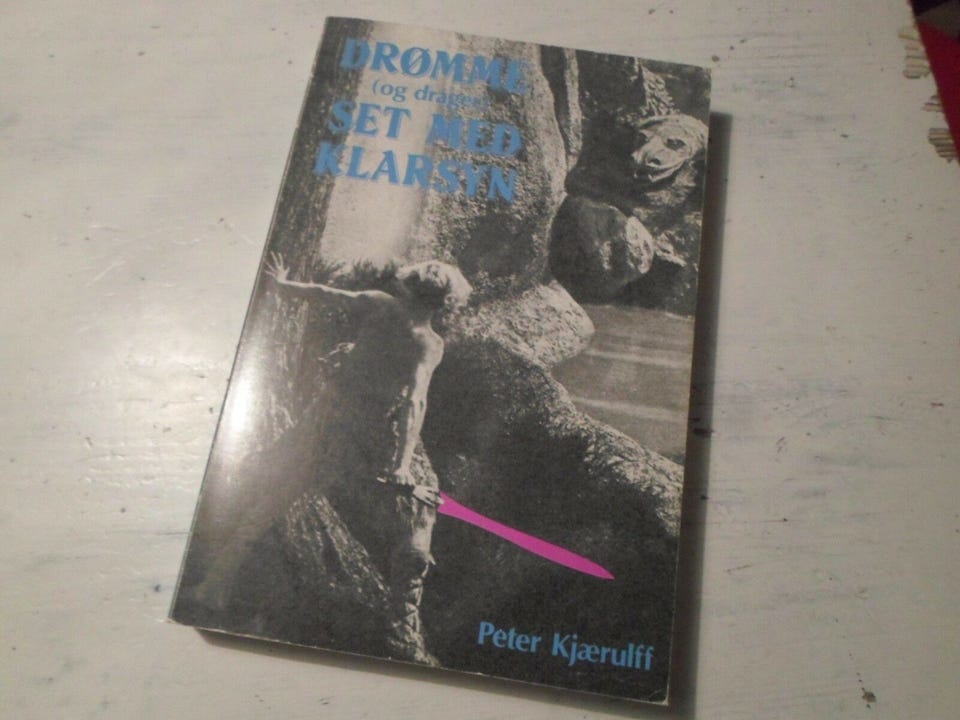 DRØMME
(og drager)
SET MED
KLARSYN
Peter Kjærulff